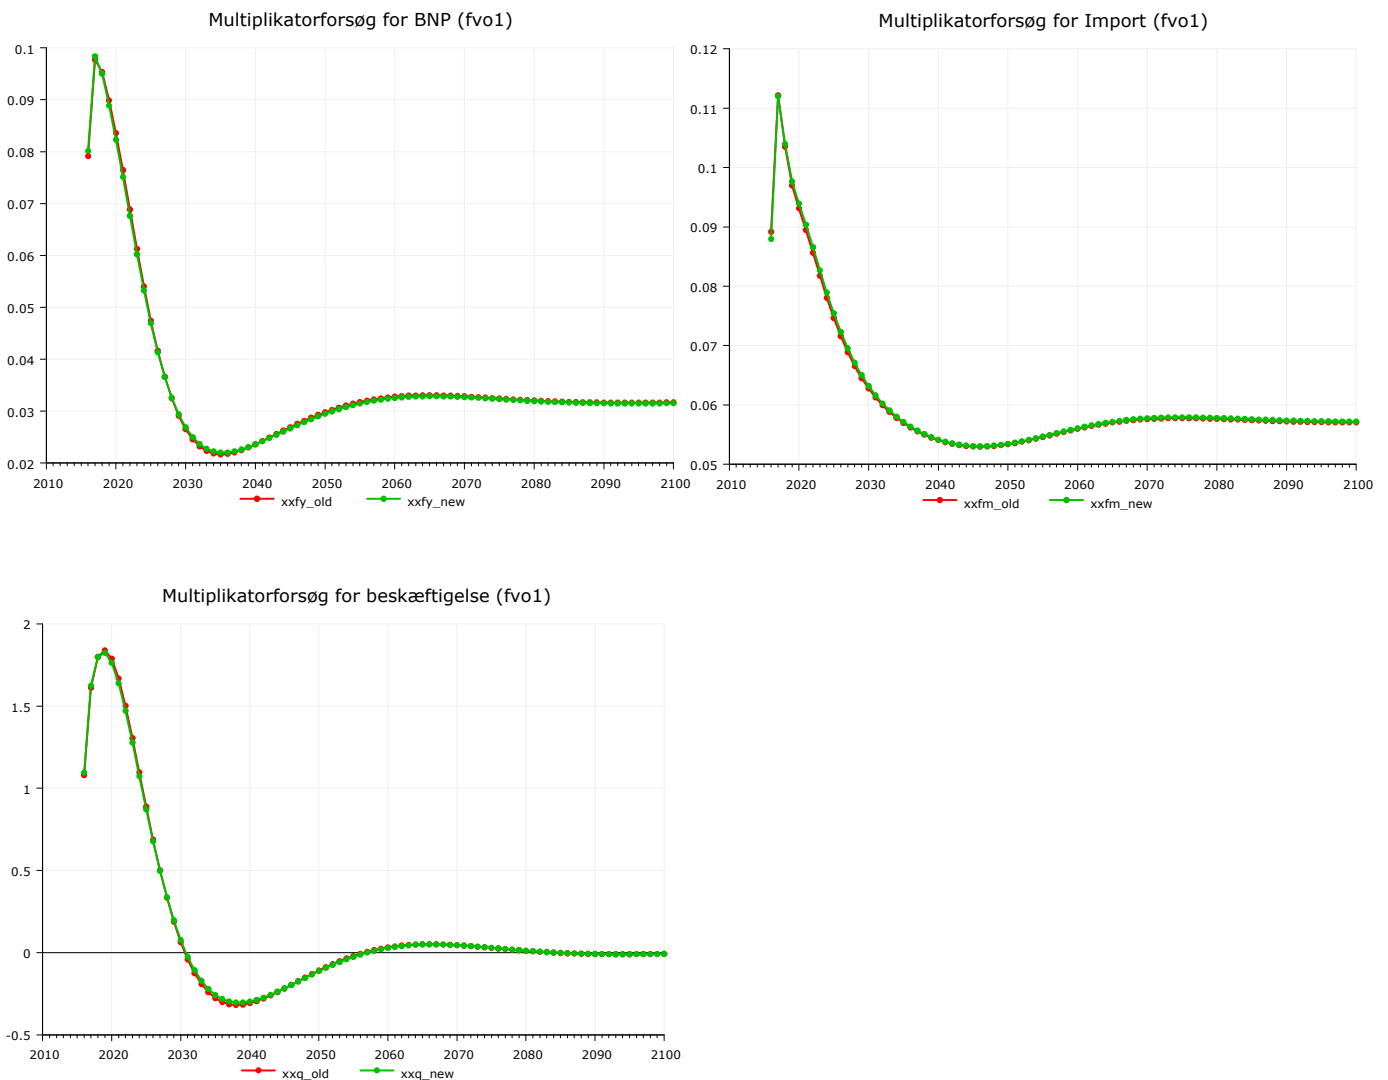 Multiplikatorforsøg for BNP (fvo1)
0.1
0.09
0.08
0.07
0.06
0.05
0.04
0.03
0.02
2010 2020 2030 2040 2050 2060 2070 2080 2090 2100
xxfy_old xxfy_new
Multiplikatorforsøg for Import (fvo1)
0.12
0.11
0.1
0.09
0.08
0.07
0.06
0.05
2010 2020 2030 2040 2050 2060 2070 2080 2090 2100
xxfm_old xxfm_new
Multiplikatorforsøg for beskæftigelse (fvo1)
2
1.5
1
0.5
0
-0.5
2010 2020 2030 2040 2050 2060 2070 2080 2090 2100
xxq_old xxq_new